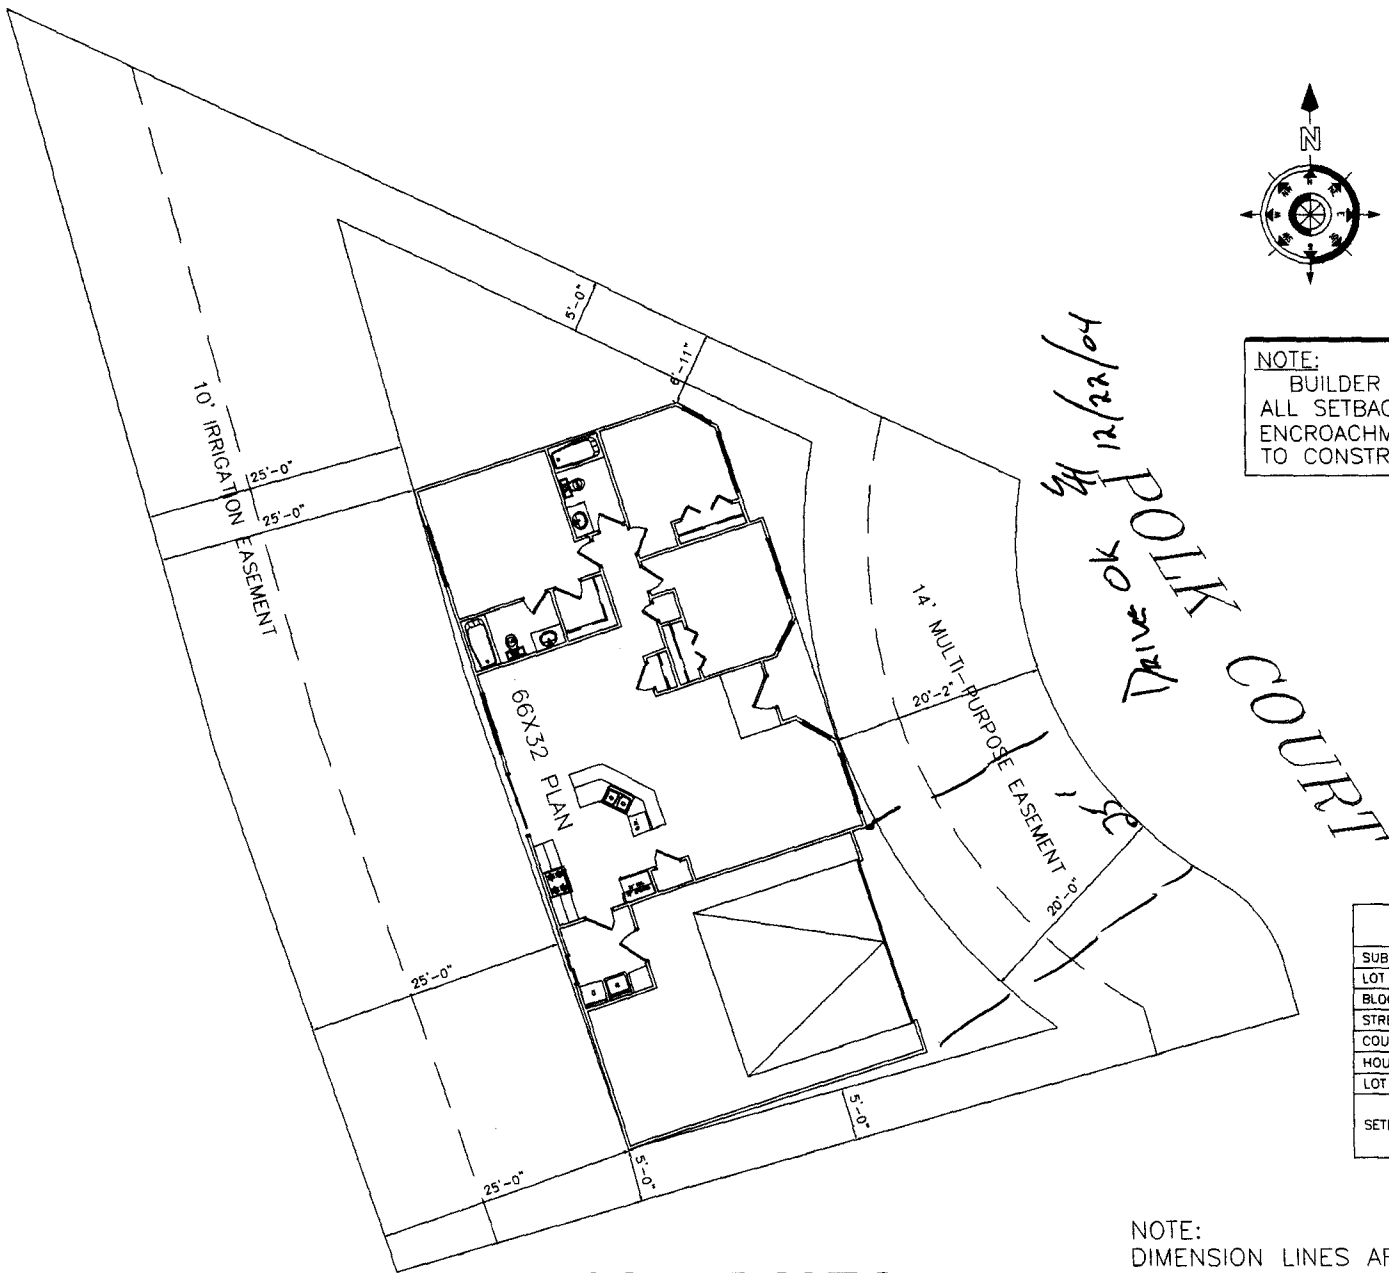 N
5'-0"
6'-11"
12/22/04
DRIVE OK
POLK COURT
NOTE:
BUILDER
ALL SETBAC
ENCROACHM
TO CONSTR
10' IRRIGATION EASEMENT
25'-0"
25'-0"
14' MULTI-PURPOSE EASEMENT
20'-2"
66X32 PLAN
20'-0"
25'-0"
SUB
LOT
BLO
STR
COU
HOU
LOT
SET
5'-0"
25'-0"
5'-0"
NOTE:
DIMENSION LINES AR